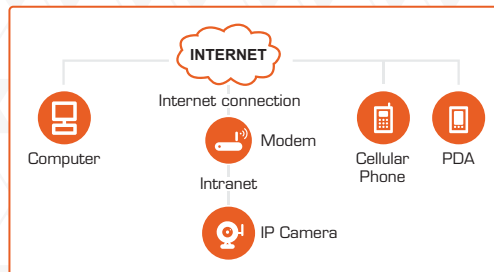 INTERNET
Internet connection
Computer
Modem
Cellular
Phone
PDA
Intranet
IP Camera